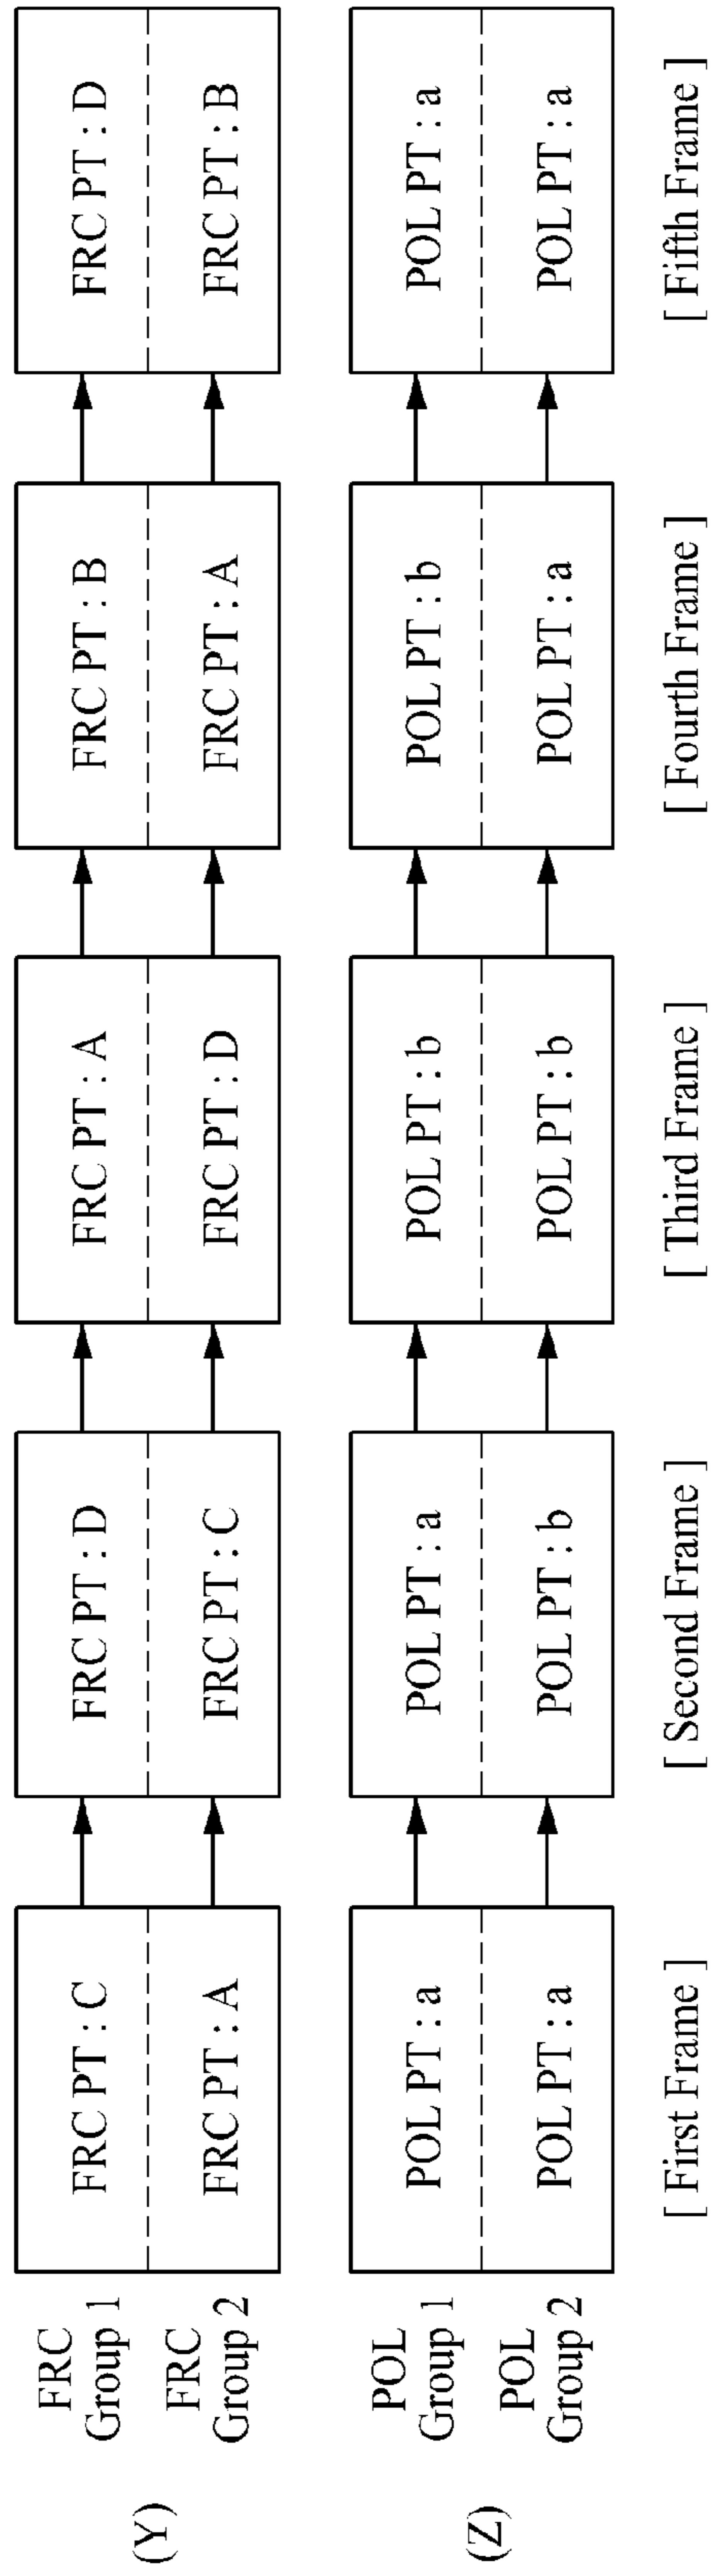 (Y)
FRC
Group 1
FRC PT : C
FRC PT : D
FRC PT : A
FRC PT : B
FRC PT : D
FRC
Group 2
FRC PT : A
FRC PT : C
FRC PT : D
FRC PT : A
FRC PT : B
(Z)
POL
Group 1
POL PT : a
POL PT : a
POL PT : b
POL PT : b
POL PT : a
POL
Group 2
POL PT : a
POL PT : b
POL PT : b
POL PT : a
POL PT : a
[ First Frame ]
[ Second Frame ]
[ Third Frame ]
[ Fourth Frame ]
[ Fifth Frame ]